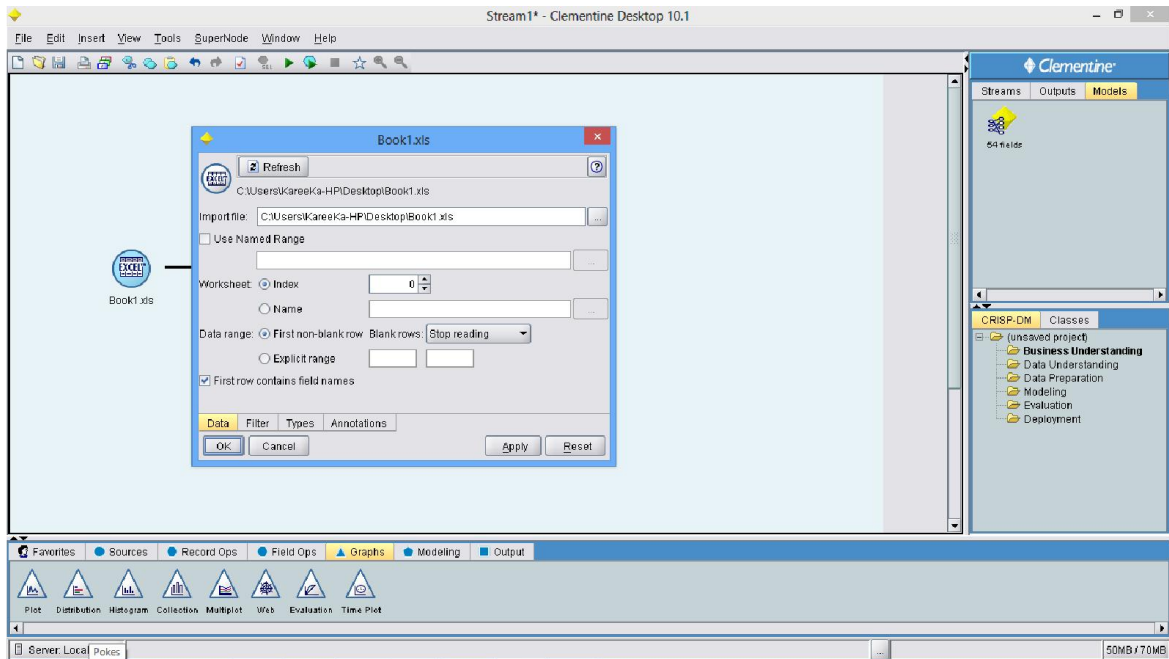 Stream1* - Clementine Desktop 10.1
File Edit Insert View Tools SuperNode Window Help
Clementine
Streams Outputs Models
64 fields
Book1.xls
Refresh
EXCEL
C:\Users\KareeKa-HP\Desktop\Book1.xls
Import file: C:\Users\KareeKa-HP\Desktop\Book1.xls ...
Use Named Range
...
Worksheet: Index 0
Name ...
Data range: First non-blank row Blank rows: Stop reading
Explicit range
First row contains field names
Data Filter Types Annotations
OK Cancel Apply Reset
EXCEL
Book1.xls
CRISP-DM Classes
(unsaved project)
Business Understanding
Data Understanding
Data Preparation
Modeling
Evaluation
Deployment
Favorites Sources Record Ops Field Ops Graphs Modeling Output
Plot Distribution Histogram Collection Multiplot Web Evaluation Time Plot
Server: Local Pokes ... 50MB / 70MB